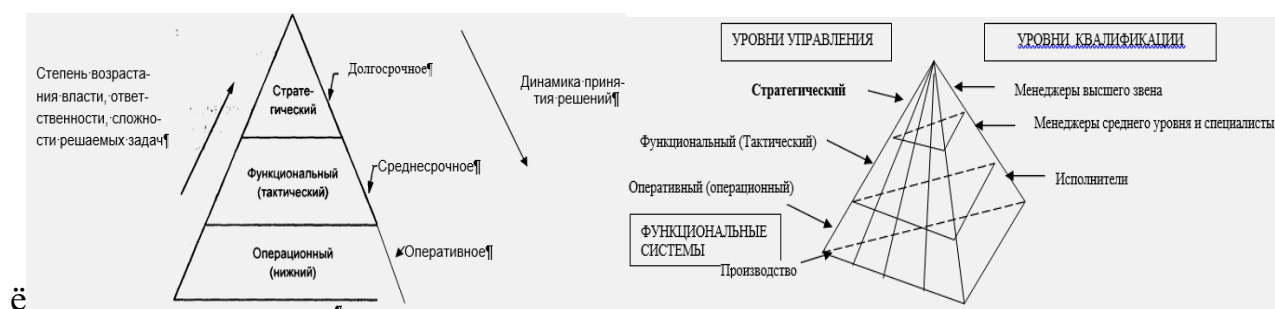 Степень·возраста-
ния·власти,·ответ-
ственности,·сложно-
сти·решаемых·задач¶
Страте-
гический
Долгосрочное¶
Динамика·приня-
тия·решений¶
Функциональный
(тактический)
Среднесрочное¶
Операционный
(нижний)
Оперативное¶
¶
ё
УРОВНИ УПРАВЛЕНИЯ
УРОВНИ КВАЛИФИКАЦИИ
Стратегический
Менеджеры высшего звена
Менеджеры среднего уровня и специалисты
Функциональный (Тактический)
Исполнители
Оперативный (операционный)
ФУНКЦИОНАЛЬНЫЕ
СИСТЕМЫ
Производство